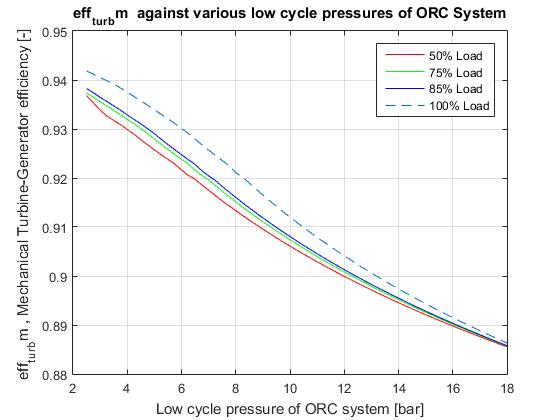 eff_turb m against various low cycle pressures of ORC System
0.95
0.94
0.93
0.92
0.91
0.9
0.89
0.88
eff_turb m , Mechanical Turbine-Generator efficiency [-]
50% Load
75% Load
85% Load
100% Load
2 4 6 8 10 12 14 16 18
Low cycle pressure of ORC system [bar]